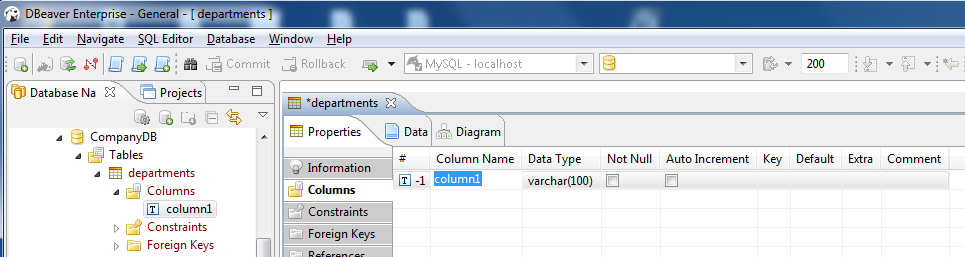 DBeaver Enterprise - General - [ departments ]
File Edit Navigate SQL Editor Database Window Help
Commit Rollback MySQL - localhost 200
Database Na Projects
CompanyDB
Tables
departments
Columns
T column1
Constraints
Foreign Keys
*departments
Properties Data Diagram
Information
Columns
Constraints
Foreign Keys
References
# Column Name Data Type Not Null Auto Increment Key Default Extra Comment
T -1 column1 varchar(100)